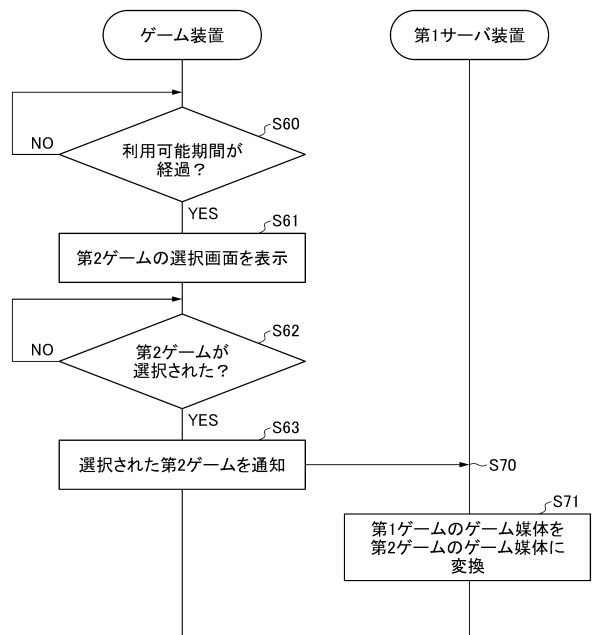 ゲーム装置
第1サーバ装置
S60
利用可能期間が
経過？
NO
YES
S61
第2ゲームの選択画面を表示
S62
第2ゲームが
選択された？
NO
YES
S63
選択された第2ゲームを通知
S70
S71
第1ゲームのゲーム媒体を
第2ゲームのゲーム媒体に
変換